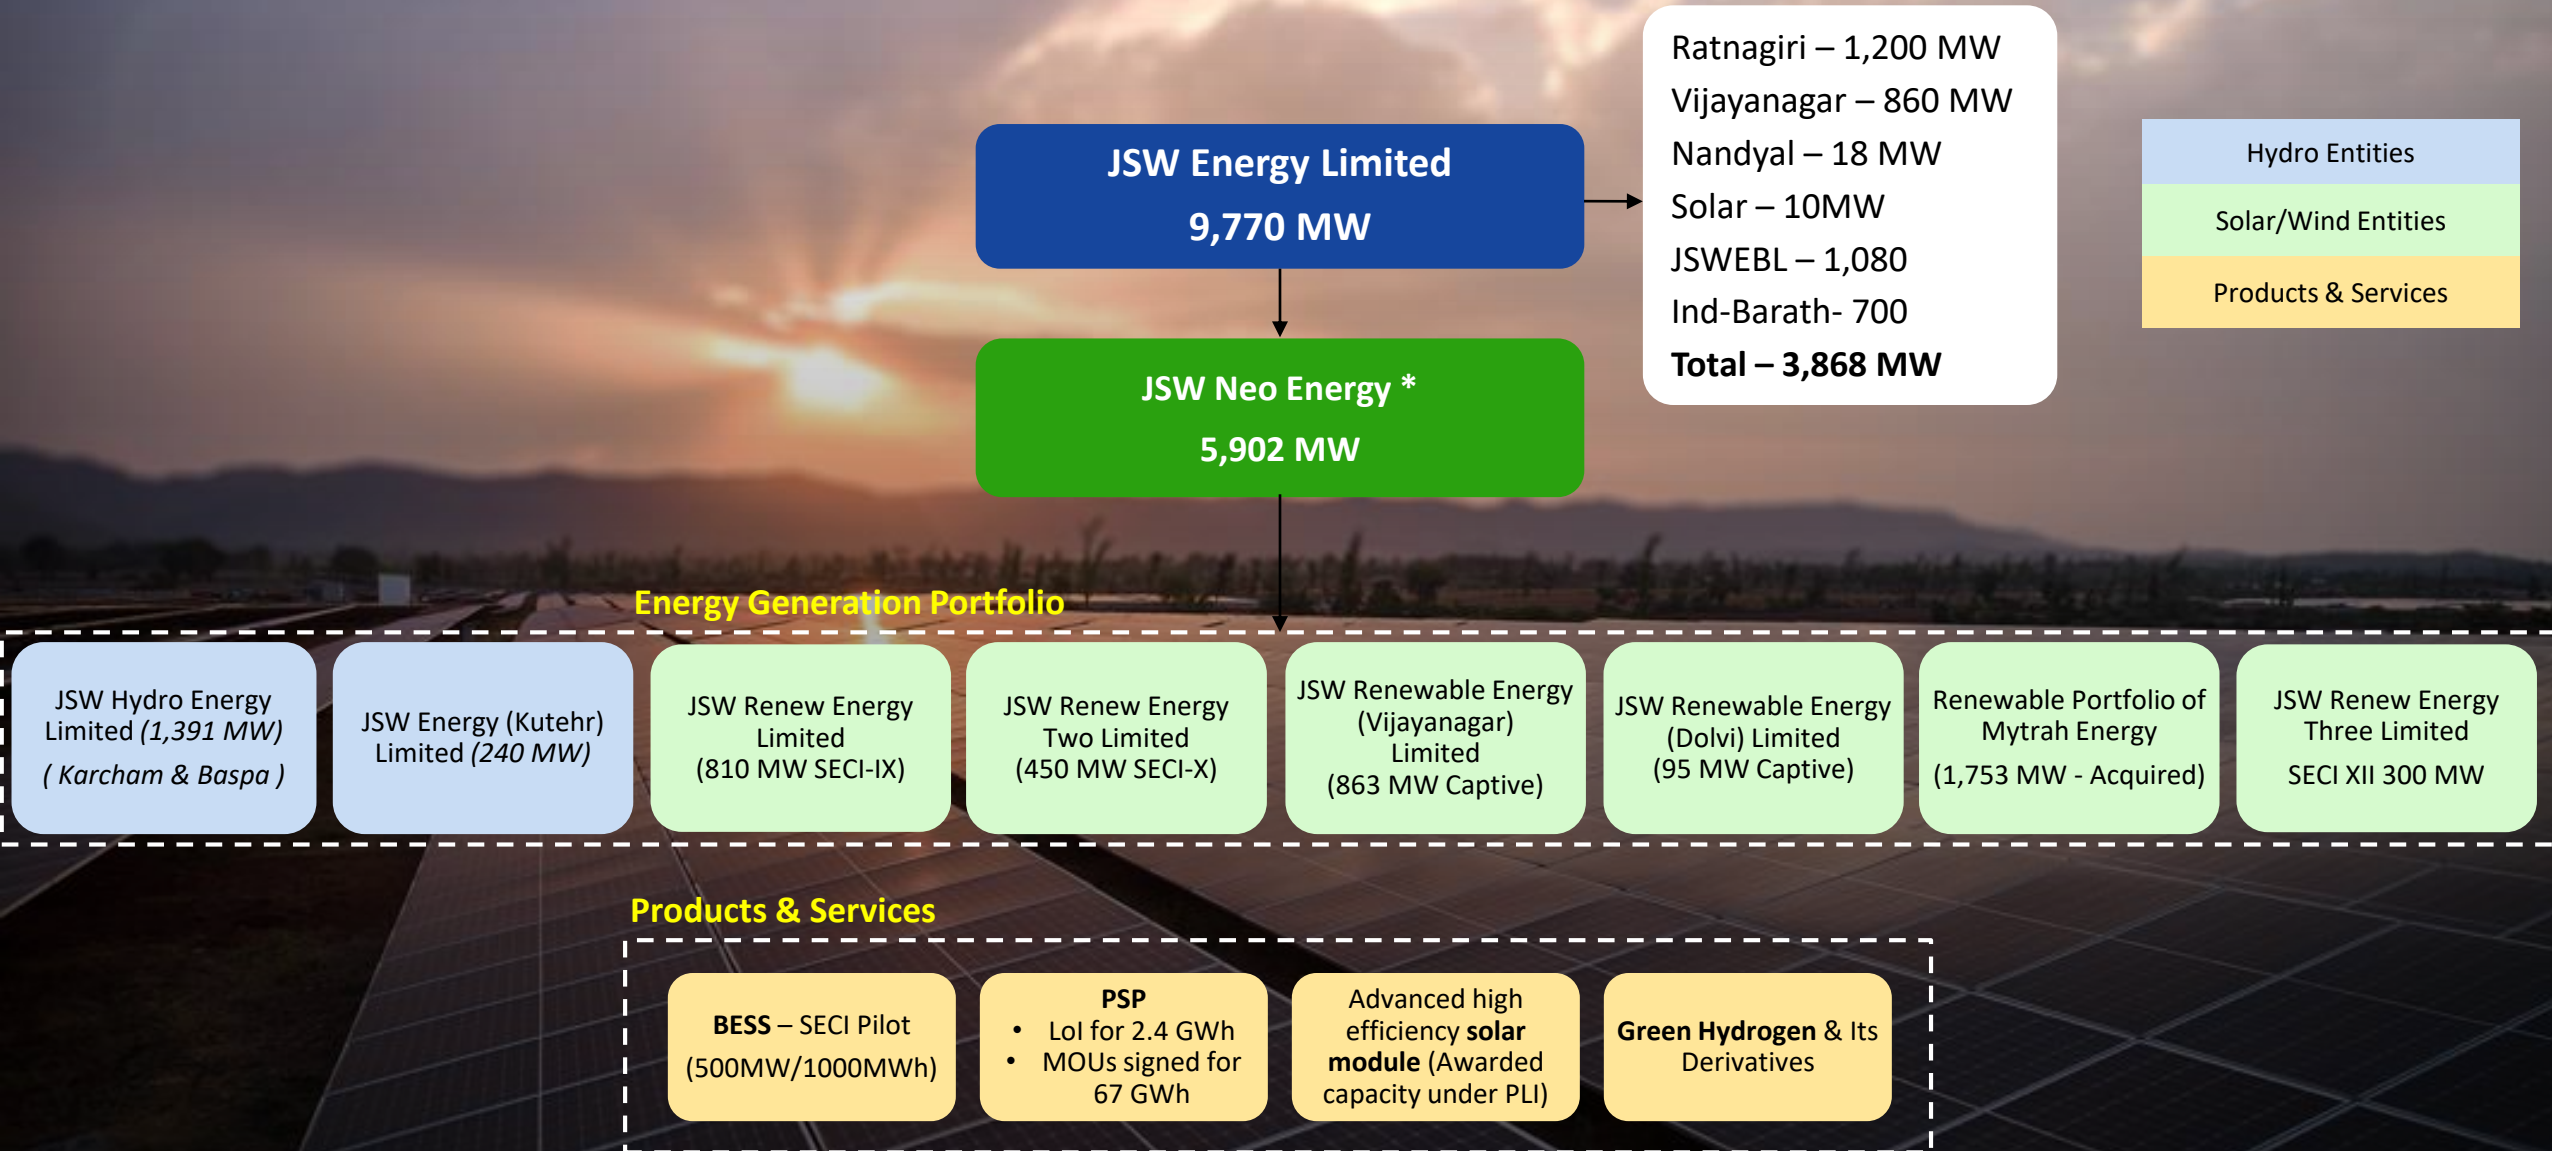 JSW Energy Limited
9,770 MW
Ratnagiri – 1,200 MW
Vijayanagar – 860 MW
Nandyal – 18 MW
Solar – 10MW
JSWEBL – 1,080
Ind-Barath- 700
Total – 3,868 MW
Hydro Entities
Solar/Wind Entities
Products & Services
JSW Neo Energy *
5,902 MW
Energy Generation Portfolio
JSW Hydro Energy
Limited (1,391 MW)
( Karcham & Baspa )
JSW Energy (Kutehr)
Limited (240 MW)
JSW Renew Energy
Limited
(810 MW SECI-IX)
JSW Renew Energy
Two Limited
(450 MW SECI-X)
JSW Renewable Energy
(Vijayanagar)
Limited
(863 MW Captive)
JSW Renewable Energy
(Dolvi) Limited
(95 MW Captive)
Renewable Portfolio of
Mytrah Energy
(1,753 MW - Acquired)
JSW Renew Energy
Three Limited
SECI XII 300 MW
Products & Services
BESS – SECI Pilot
(500MW/1000MWh)
PSP
• LoI for 2.4 GWh
• MOUs signed for
67 GWh
Advanced high
efficiency solar
module (Awarded
capacity under PLI)
Green Hydrogen & Its
Derivatives